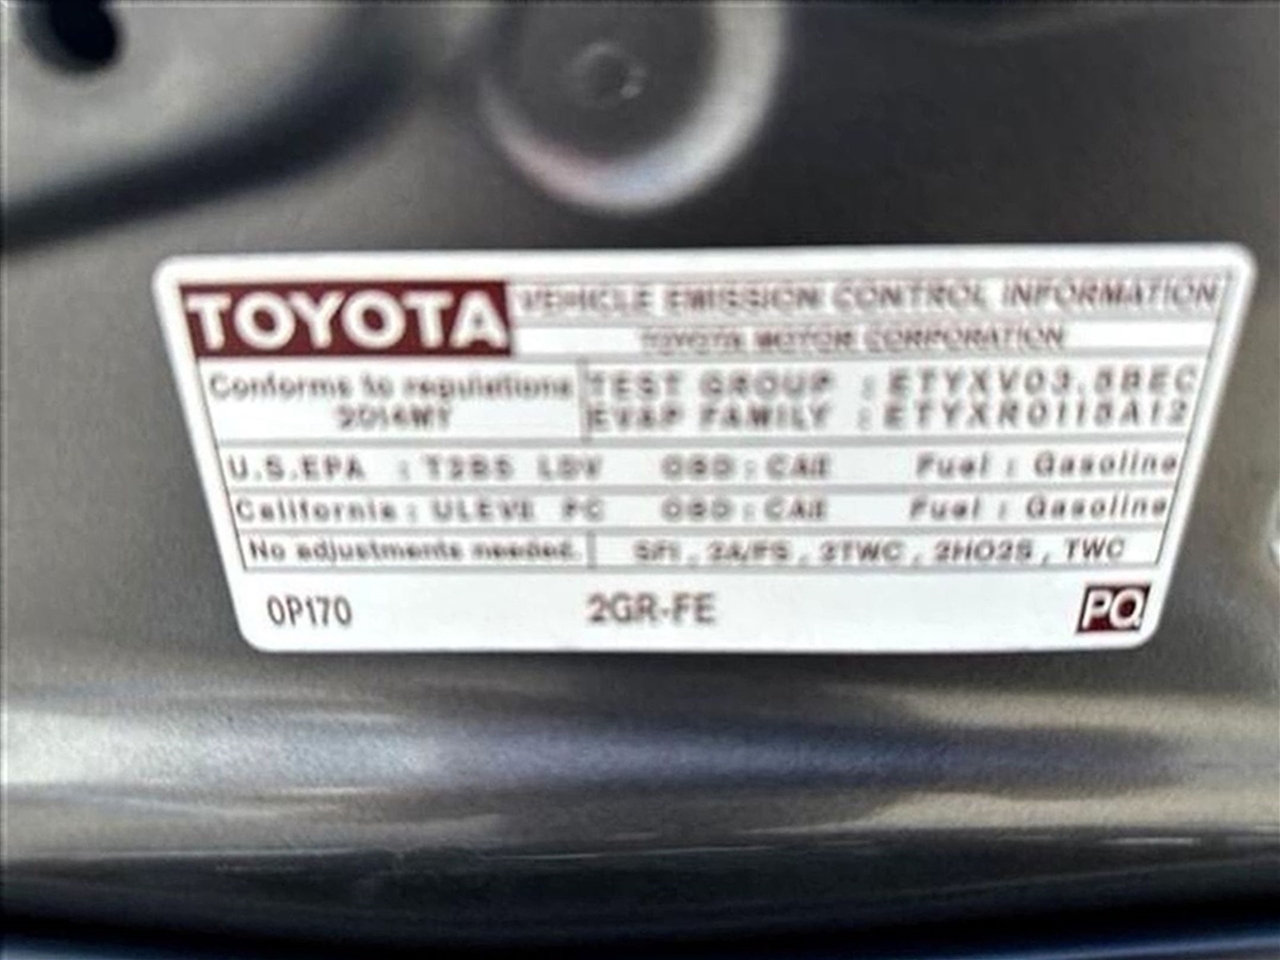 TOYOTA VEHICLE EMISSION CONTROL INFORMATION
TOYOTA MOTOR CORPORATION
Conforms to regulations TEST GROUP : ETYXV03.5BEC
2014MY EVAP FAMILY : ETYXR0115A12
U.S.EPA : T2B5 LDV OBD : CAII Fuel : Gasoline
California : ULEVII PC OBD : CAII Fuel : Gasoline
No adjustments needed. SFI , 2A/FS , 2TWC , 2HO2S , TWC
0P170 2GR-FE PQ